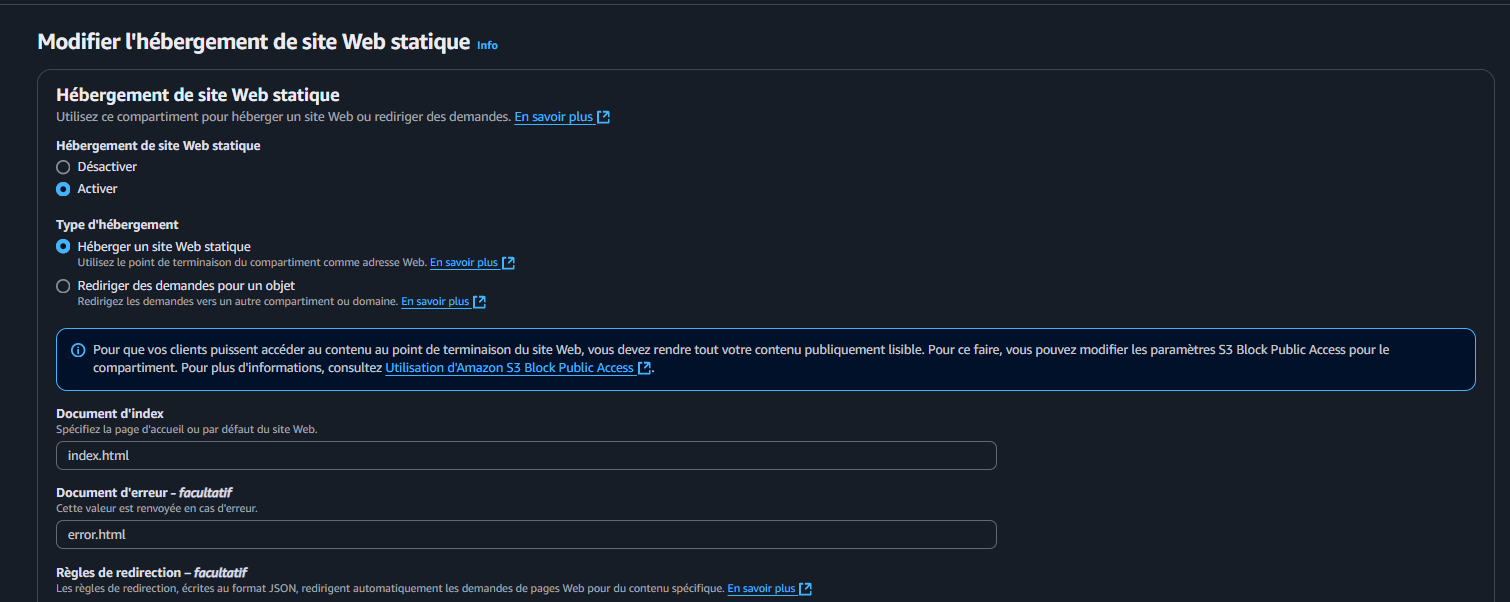 Modifier l'hébergement de site Web statique Info
Hébergement de site Web statique
Utilisez ce compartiment pour héberger un site Web ou rediriger des demandes. En savoir plus
Hébergement de site Web statique
Désactiver
Activer
Type d'hébergement
Héberger un site Web statique
Utilisez le point de terminaison du compartiment comme adresse Web. En savoir plus
Rediriger des demandes pour un objet
Redirigez les demandes vers un autre compartiment ou domaine. En savoir plus
Pour que vos clients puissent accéder au contenu au point de terminaison du site Web, vous devez rendre tout votre contenu publiquement lisible. Pour ce faire, vous pouvez modifier les paramètres S3 Block Public Access pour le
compartiment. Pour plus d'informations, consultez Utilisation d'Amazon S3 Block Public Access.
Document d'index
Spécifiez la page d'accueil ou par défaut du site Web.
index.html
Document d'erreur - facultatif
Cette valeur est renvoyée en cas d'erreur.
error.html
Règles de redirection – facultatif
Les règles de redirection, écrites au format JSON, redirigent automatiquement les demandes de pages Web pour du contenu spécifique. En savoir plus